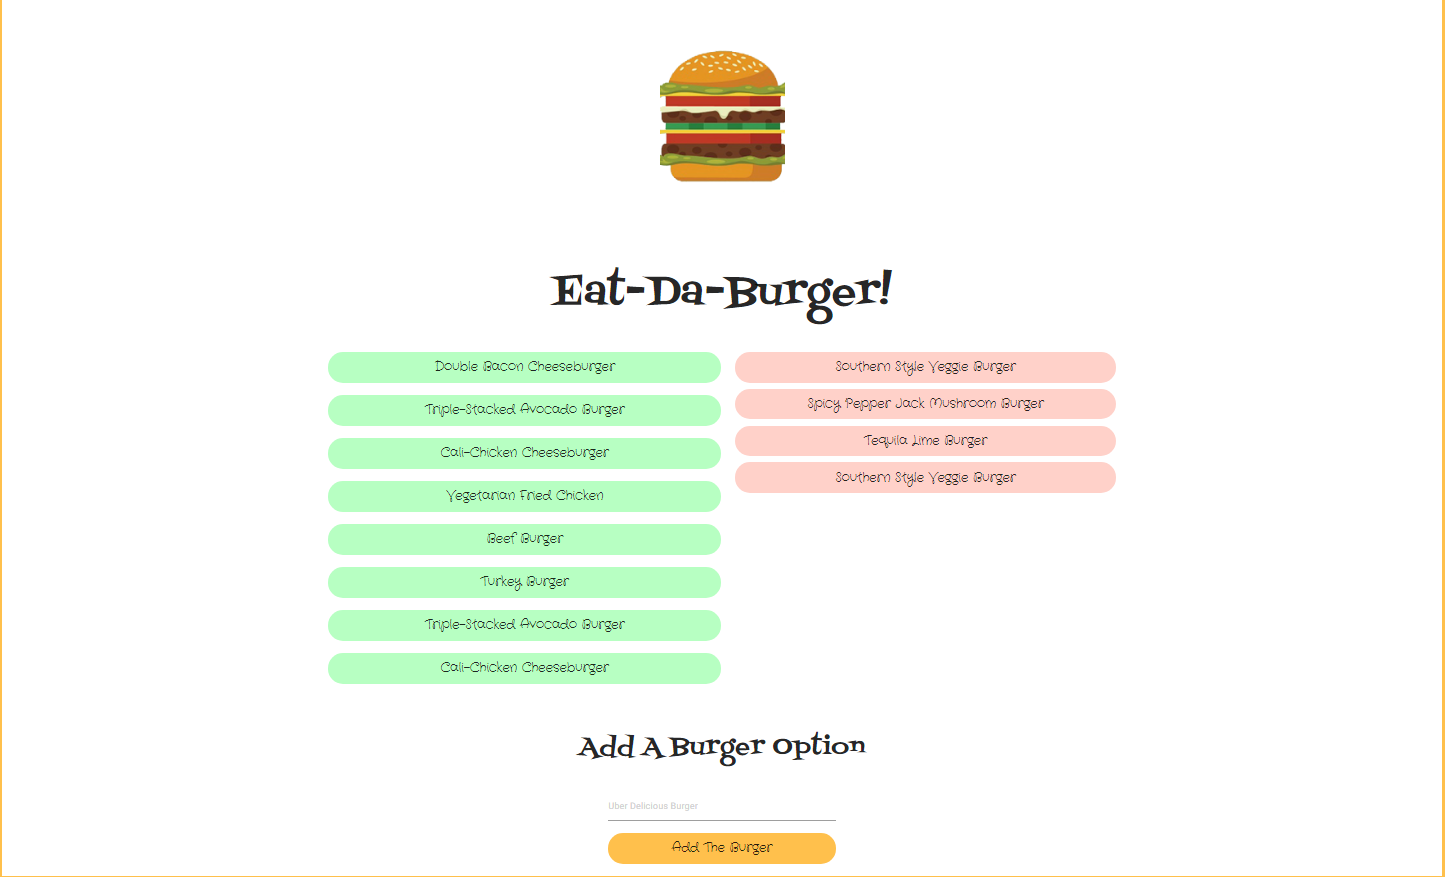 Eat-Da-Burger!
Double Bacon Cheeseburger
Triple-Stacked Avocado Burger
Cali-Chicken Cheeseburger
Vegetarian Fried Chicken
Beef Burger
Turkey Burger
Triple-Stacked Avocado Burger
Cali-Chicken Cheeseburger
Southern Style Veggie Burger
Spicy Pepper Jack Mushroom Burger
Tequila Lime Burger
Southern Style Veggie Burger
Add A Burger Option
Uber Delicious Burger
Add The Burger